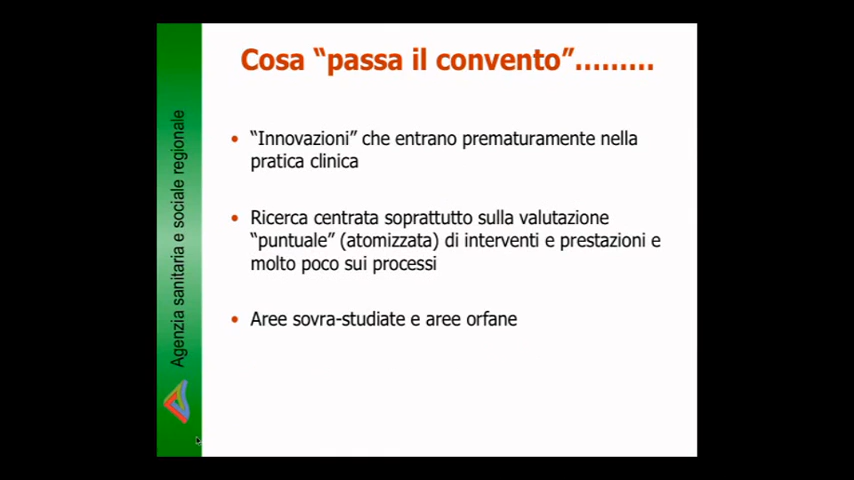 Cosa “passa il convento”.........
“Innovazioni” che entrano prematuramente nella
pratica clinica
Ricerca centrata soprattutto sulla valutazione
“puntuale” (atomizzata) di interventi e prestazioni e
molto poco sui processi
Aree sovra-studiate e aree orfane
Agenzia sanitaria e sociale regionale